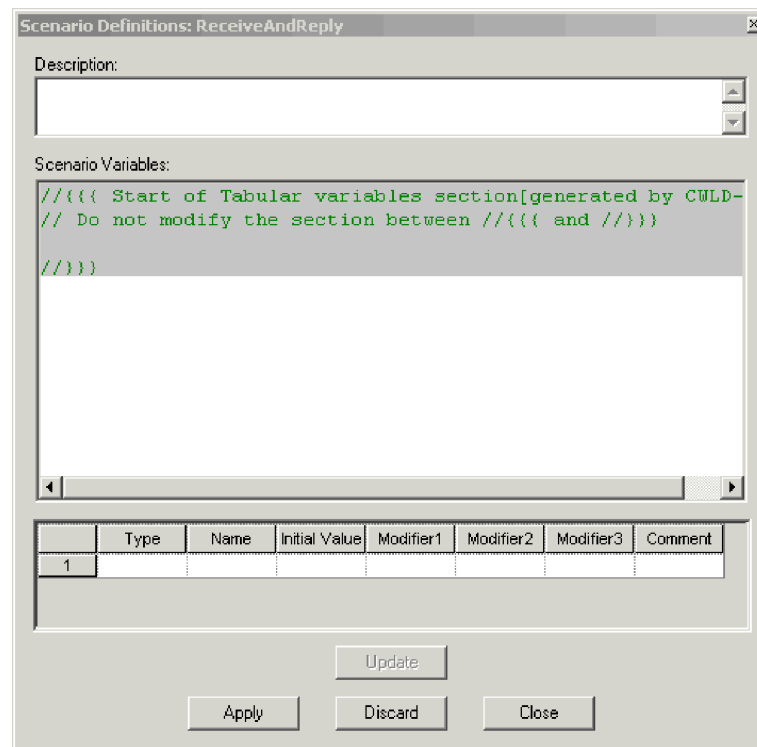 Scenario Definitions: ReceiveAndReply
Description:
Scenario Variables:
//{{{ Start of Tabular variables section[generated by CWLD-
// Do not modify the section between //{{{ and //}}}
//}}}
Type Name Initial Value Modifier1 Modifier2 Modifier3 Comment
1
Update
Apply Discard Close